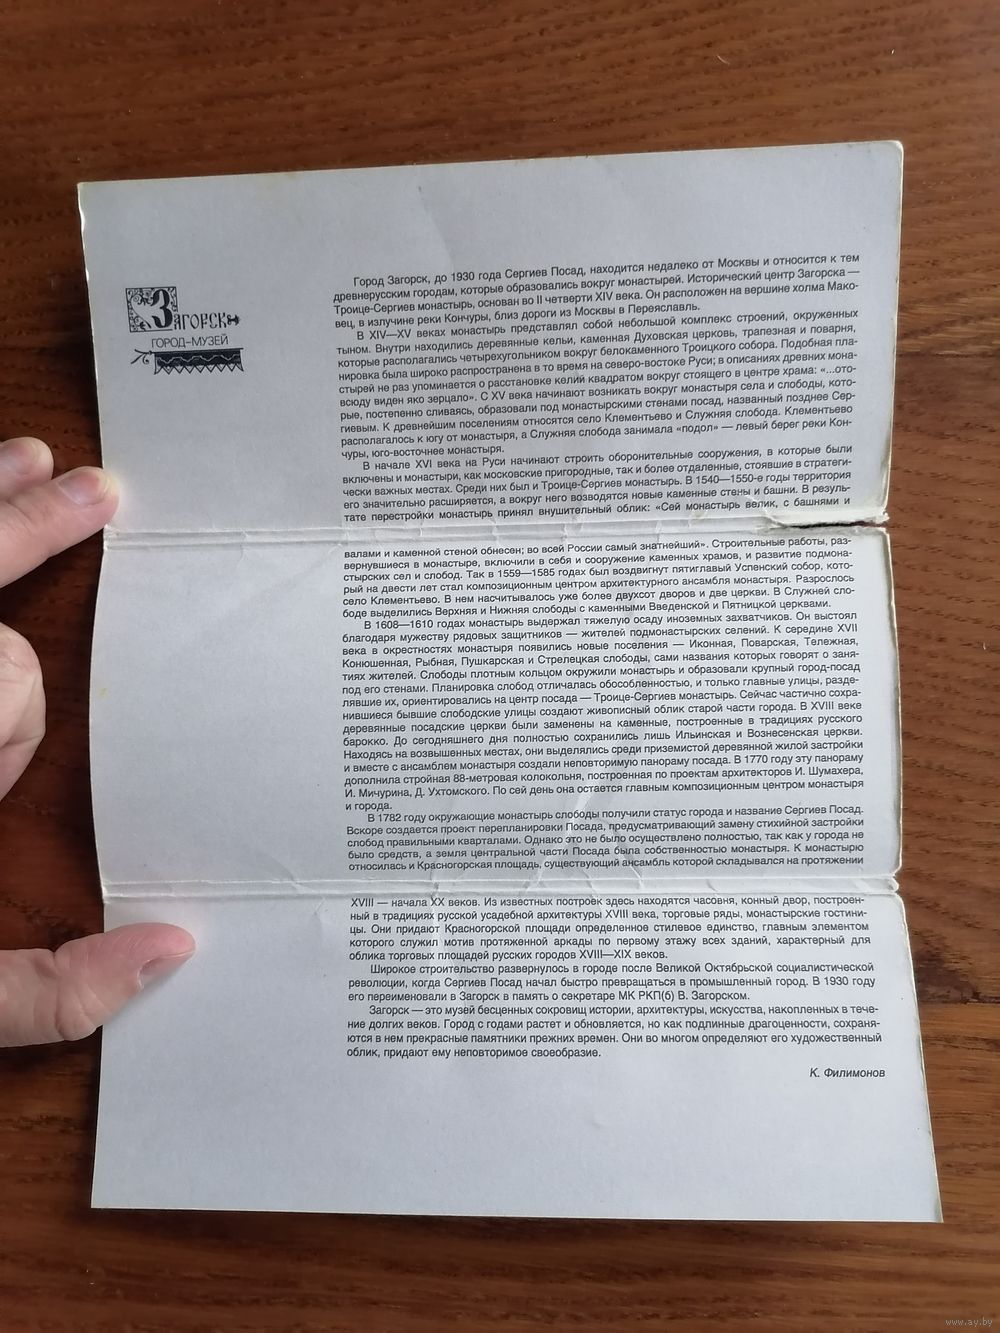 ЗАГОРСК
ГОРОД–МУЗЕЙ
Город Загорск, до 1930 года Сергиев Посад, находится недалеко от Москвы и относится к тем
древнерусским городам, которые образовались вокруг монастырей. Исторический центр Загорска —
Троице-Сергиев монастырь, основан во II четверти XIV века. Он расположен на вершине холма Мако-
вец, в излучине реки Кончуры, близ дороги из Москвы в Переяславль.
В XIV—XV веках монастырь представлял собой небольшой комплекс строений, окруженных
тыном. Внутри находились деревянные кельи, каменная Духовская церковь, трапезная и поварня,
которые располагались четырехугольником вокруг белокаменного Троицкого собора. Подобная пла-
нировка была широко распространена в то время на северо-востоке Руси; в описаниях древних мона-
стырей не раз упоминается о расстановке келий квадратом вокруг стоящего в центре храма: «...ото-
всюду виден яко зерцало». С XV века начинают возникать вокруг монастыря села и слободы, кото-
рые, постепенно сливаясь, образовали под монастырскими стенами посад, названный позднее Сер-
гиевым. К древнейшим поселениям относятся село Клементьево и Служняя слобода. Клементьево
располагалось к югу от монастыря, а Служняя слобода занимала «подол» — левый берег реки Кон-
чуры, юго-восточнее монастыря.
В начале XVI века на Руси начинают строить оборонительные сооружения, в которые были
включены и монастыри, как московские пригородные, так и более отдаленные, стоявшие в стратеги-
чески важных местах. Среди них был и Троице-Сергиев монастырь. В 1540—1550-е годы территория
его значительно расширяется, а вокруг него возводятся новые каменные стены и башни. В резуль-
тате перестройки монастырь принял внушительный облик: «Сей монастырь велик, с башнями и
валами и каменной стеной обнесен; во всей России самый знатнейший». Строительные работы, раз-
вернувшиеся в монастыре, включили в себя и сооружение каменных храмов, и развитие подмона-
стырских сел и слобод. Так в 1559—1585 годах был воздвигнут пятиглавый Успенский собор, кото-
рый на двести лет стал композиционным центром архитектурного ансамбля монастыря. Разрослось
село Клементьево. В нем насчитывалось уже более двухсот дворов и две церкви. В Служней сло-
боде выделились Верхняя и Нижняя слободы с каменными Введенской и Пятницкой церквами.
В 1608—1610 годах монастырь выдержал тяжелую осаду иноземных захватчиков. Он выстоял
благодаря мужеству рядовых защитников — жителей подмонастырских селений. К середине XVII
века в окрестностях монастыря появились новые поселения — Иконная, Поварская, Тележная,
Конюшенная, Рыбная, Пушкарская и Стрелецкая слободы, сами названия которых говорят о заня-
тиях жителей. Слободы плотным кольцом окружили монастырь и образовали крупный город-посад
под его стенами. Планировка слобод отличалась обособленностью, и только главные улицы, разде-
лявшие их, ориентировались на центр посада — Троице-Сергиев монастырь. Сейчас частично сохра-
нившиеся бывшие слободские улицы создают живописный облик старой части города. В XVIII веке
деревянные посадские церкви были заменены на каменные, построенные в традициях русского
барокко. До сегодняшнего дня полностью сохранились лишь Ильинская и Вознесенская церкви.
Находясь на возвышенных местах, они выделялись среди приземистой деревянной жилой застройки
и вместе с ансамблем монастыря создали неповторимую панораму посада. В 1770 году эту панораму
дополнила стройная 88-метровая колокольня, построенная по проектам архитекторов И. Шумахера,
И. Мичурина, Д. Ухтомского. По сей день она остается главным композиционным центром монастыря
и города.
В 1782 году окружающие монастырь слободы получили статус города и название Сергиев Посад.
Вскоре создается проект перепланировки Посада, предусматривающий замену стихийной застройки
слобод правильными кварталами. Однако это не было осуществлено полностью, так как у города не
было средств, а земля центральной части Посада была собственностью монастыря. К монастырю
относилась и Красногорская площадь, существующий ансамбль которой складывался на протяжении
XVIII — начала XX веков. Из известных построек здесь находятся часовня, конный двор, построен-
ный в традициях русской усадебной архитектуры XVIII века, торговые ряды, монастырские гостини-
цы. Они придают Красногорской площади определенное стилевое единство, главным элементом
которого служил мотив протяженной аркады по первому этажу всех зданий, характерный для
облика торговых площадей русских городов XVIII—XIX веков.
Широкое строительство развернулось в городе после Великой Октябрьской социалистической
революции, когда Сергиев Посад начал быстро превращаться в промышленный город. В 1930 году
его переименовали в Загорск в память о секретаре МК РКП(б) В. Загорском.
Загорск — это музей бесценных сокровищ истории, архитектуры, искусства, накопленных в тече-
ние долгих веков. Город с годами растет и обновляется, но как подлинные драгоценности, сохраня-
ются в нем прекрасные памятники прежних времен. Они во многом определяют его художественный
облик, придают ему неповторимое своеобразие.
К. Филимонов
www.ay.by